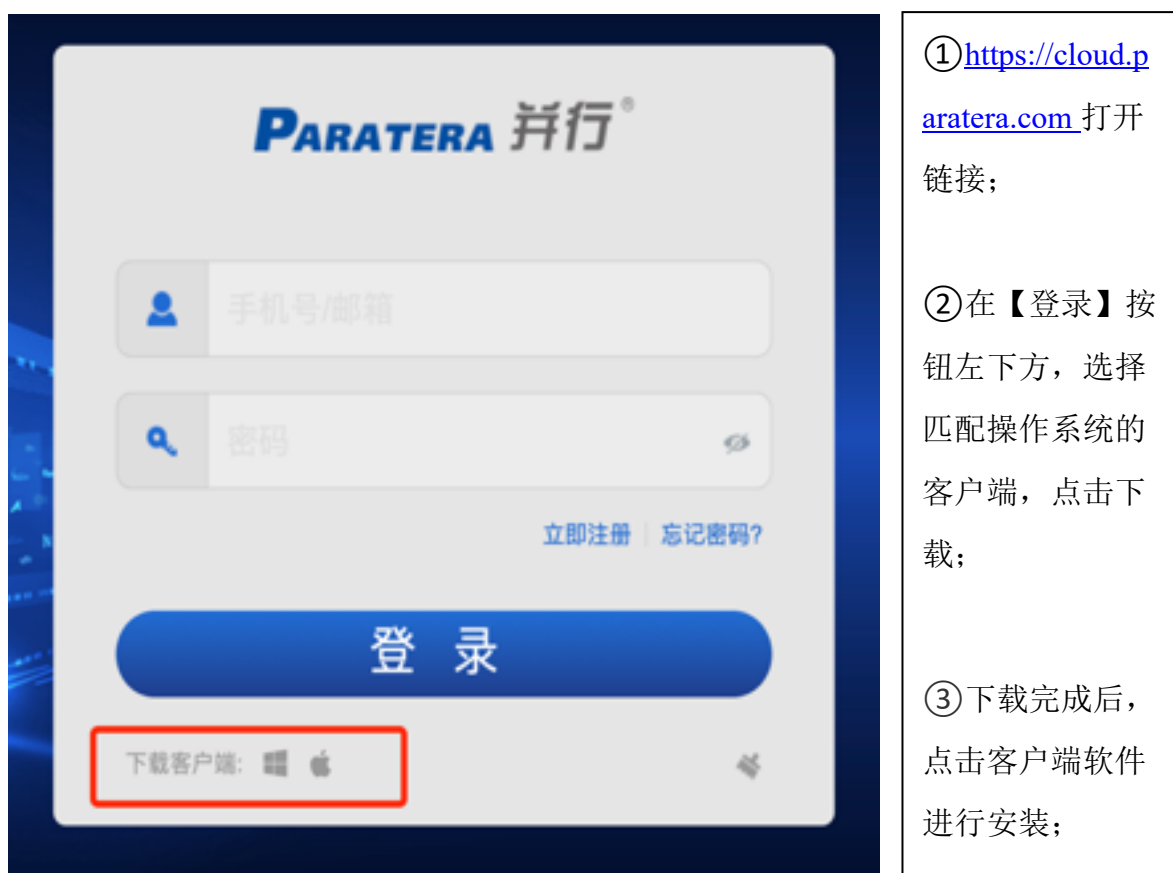 PARATERA 并行®
手机号/邮箱
密码
立即注册 忘记密码?
登 录
下载客户端:
①https://cloud.p
aratera.com 打开
链接；
②在【登录】按
钮左下方，选择
匹配操作系统的
客户端，点击下
载；
③下载完成后，
点击客户端软件
进行安装；